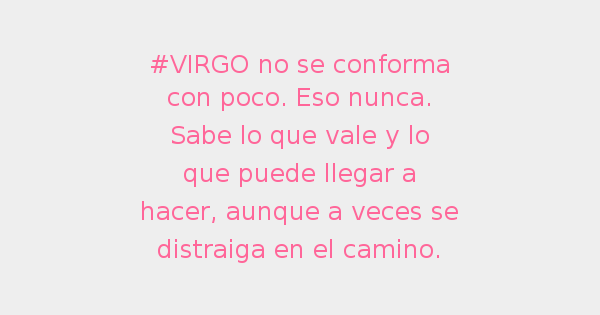 #VIRGO no se conforma
con poco. Eso nunca.
Sabe lo que vale y lo
que puede llegar a
hacer, aunque a veces se
distraiga en el camino.